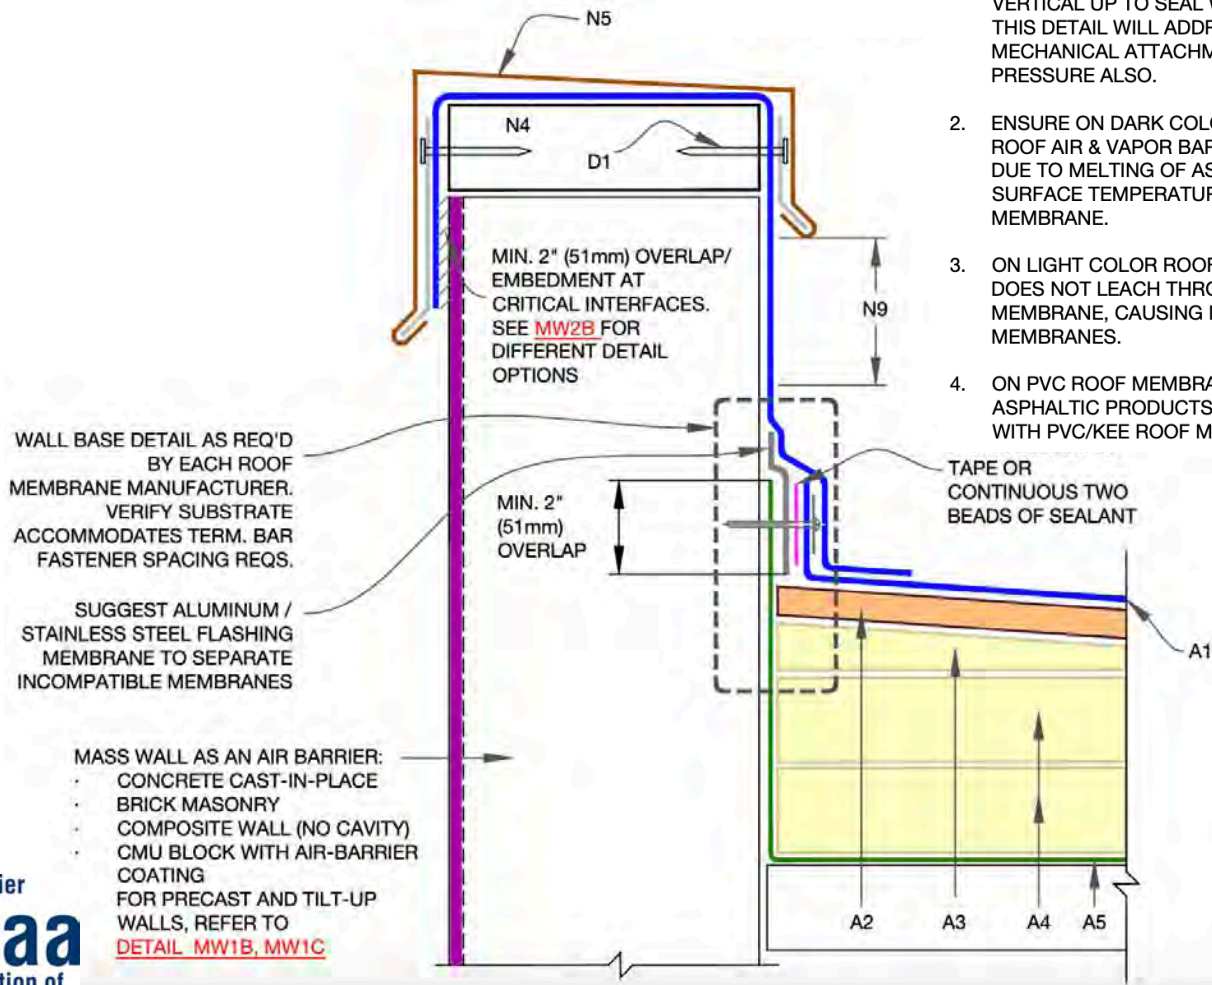 N5
N4
D1
MIN. 2" (51mm) OVERLAP/
EMBEDMENT AT
CRITICAL INTERFACES.
SEE MW2B FOR
DIFFERENT DETAIL
OPTIONS
N9
WALL BASE DETAIL AS REQ'D
BY EACH ROOF
MEMBRANE MANUFACTURER.
VERIFY SUBSTRATE
ACCOMMODATES TERM. BAR
FASTENER SPACING REQS.
MIN. 2"
(51mm)
OVERLAP
TAPE OR
CONTINUOUS TWO
BEADS OF SEALANT
SUGGEST ALUMINUM /
STAINLESS STEEL FLASHING
MEMBRANE TO SEPARATE
INCOMPATIBLE MEMBRANES
A1
MASS WALL AS AN AIR BARRIER:
· CONCRETE CAST-IN-PLACE
· BRICK MASONRY
· COMPOSITE WALL (NO CAVITY)
· CMU BLOCK WITH AIR-BARRIER
COATING
FOR PRECAST AND TILT-UP
WALLS, REFER TO
DETAIL MW1B, MW1C
A2
A3
A4
A5
VERTICAL UP TO SEAL
THIS DETAIL WILL ADDR
MECHANICAL ATTACHM
PRESSURE ALSO.
2. ENSURE ON DARK COLO
ROOF AIR & VAPOR BAR
DUE TO MELTING OF AS
SURFACE TEMPERATUR
MEMBRANE.
3. ON LIGHT COLOR ROOF
DOES NOT LEACH THRO
MEMBRANE, CAUSING
MEMBRANES.
4. ON PVC ROOF MEMBRA
ASPHALTIC PRODUCTS
WITH PVC/KEE ROOF M
ier
aa
tion of